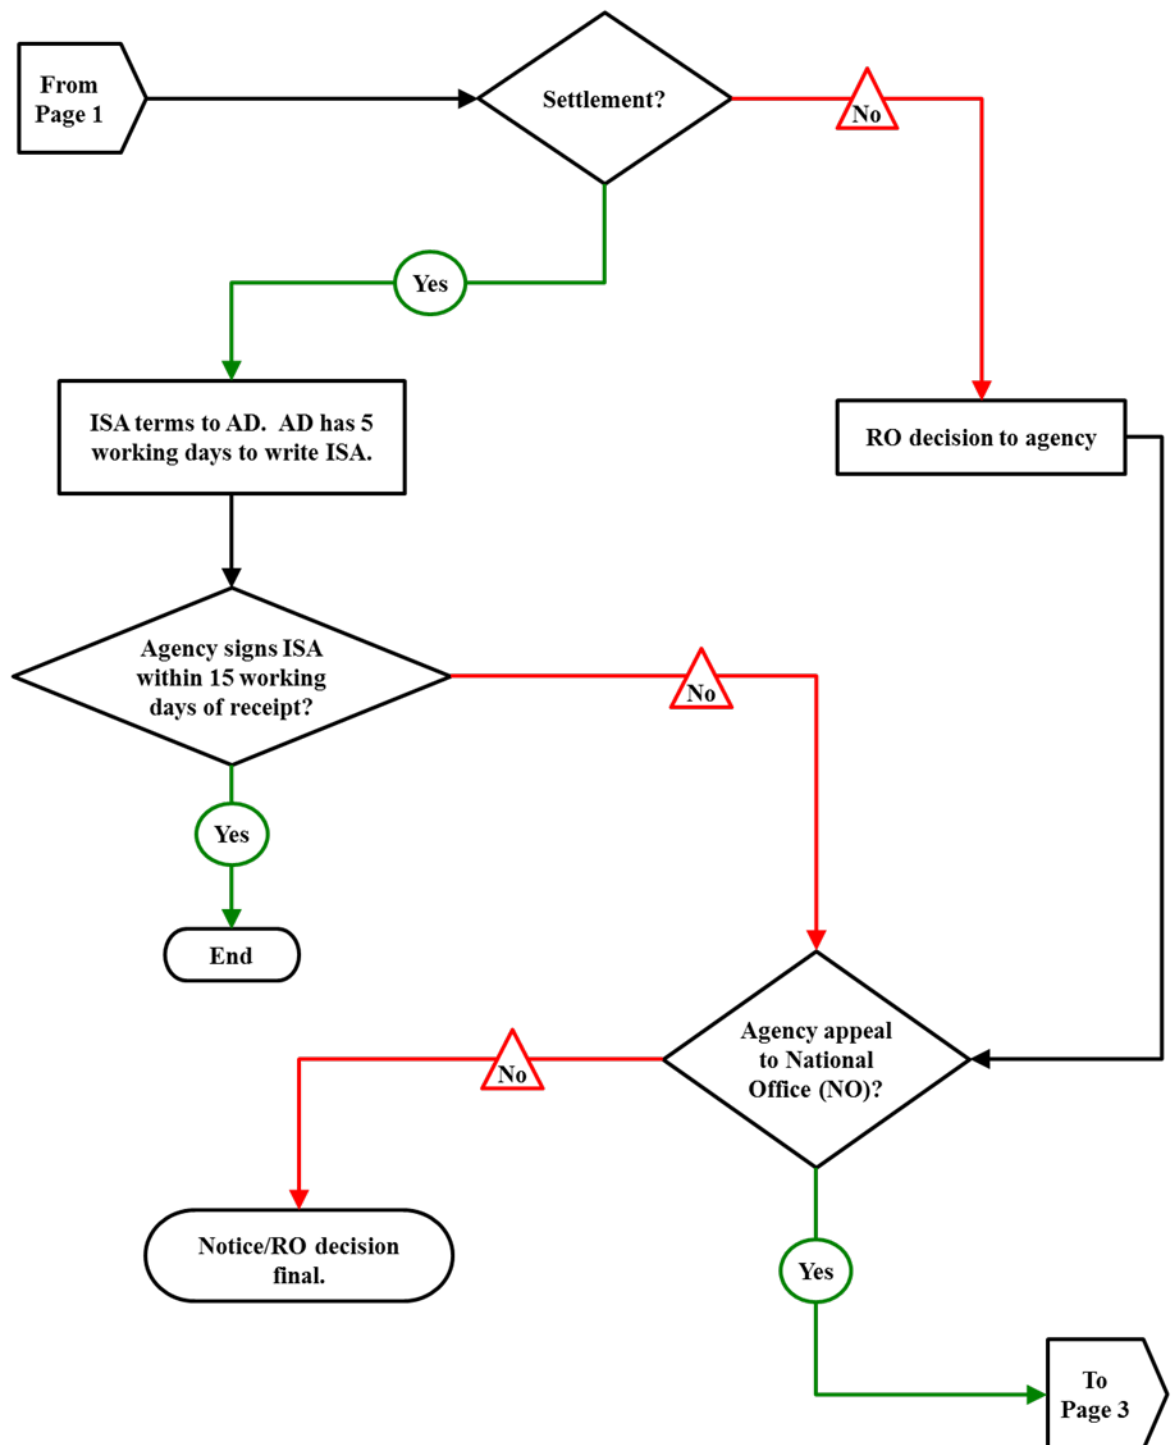 From
Page 1
Settlement?
No
Yes
ISA terms to AD.  AD has 5
working days to write ISA.
RO decision to agency
Agency signs ISA
within 15 working
days of receipt?
No
Yes
End
Agency appeal
to National
Office (NO)?
No
Notice/RO decision
final.
Yes
To
Page 3